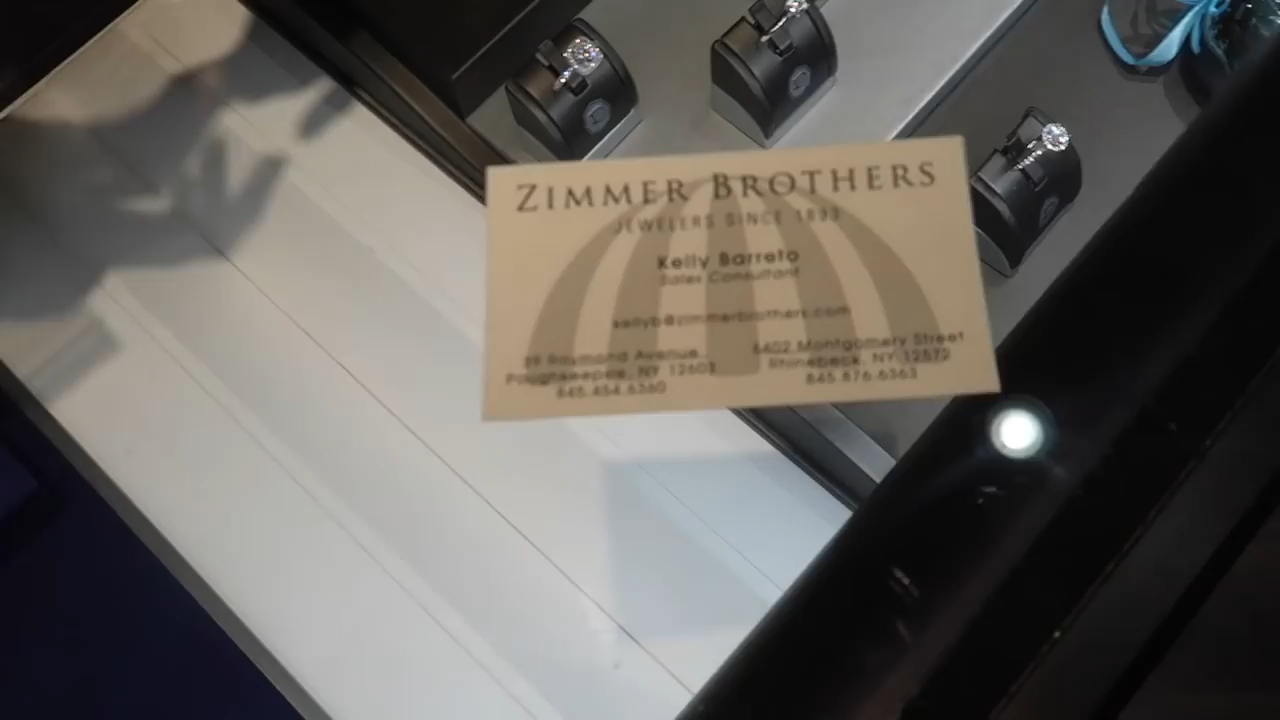 ZIMMER BROTHERS
JEWELERS SINCE 1893
Kelly Barreto
Sales Consultant
kellyb@zimmerbrothers.com
39 Raymond Avenue
Poughkeepsie, NY 12603
845.454.6360
6402 Montgomery Street
Rhinebeck, NY 12572
845.876.6363